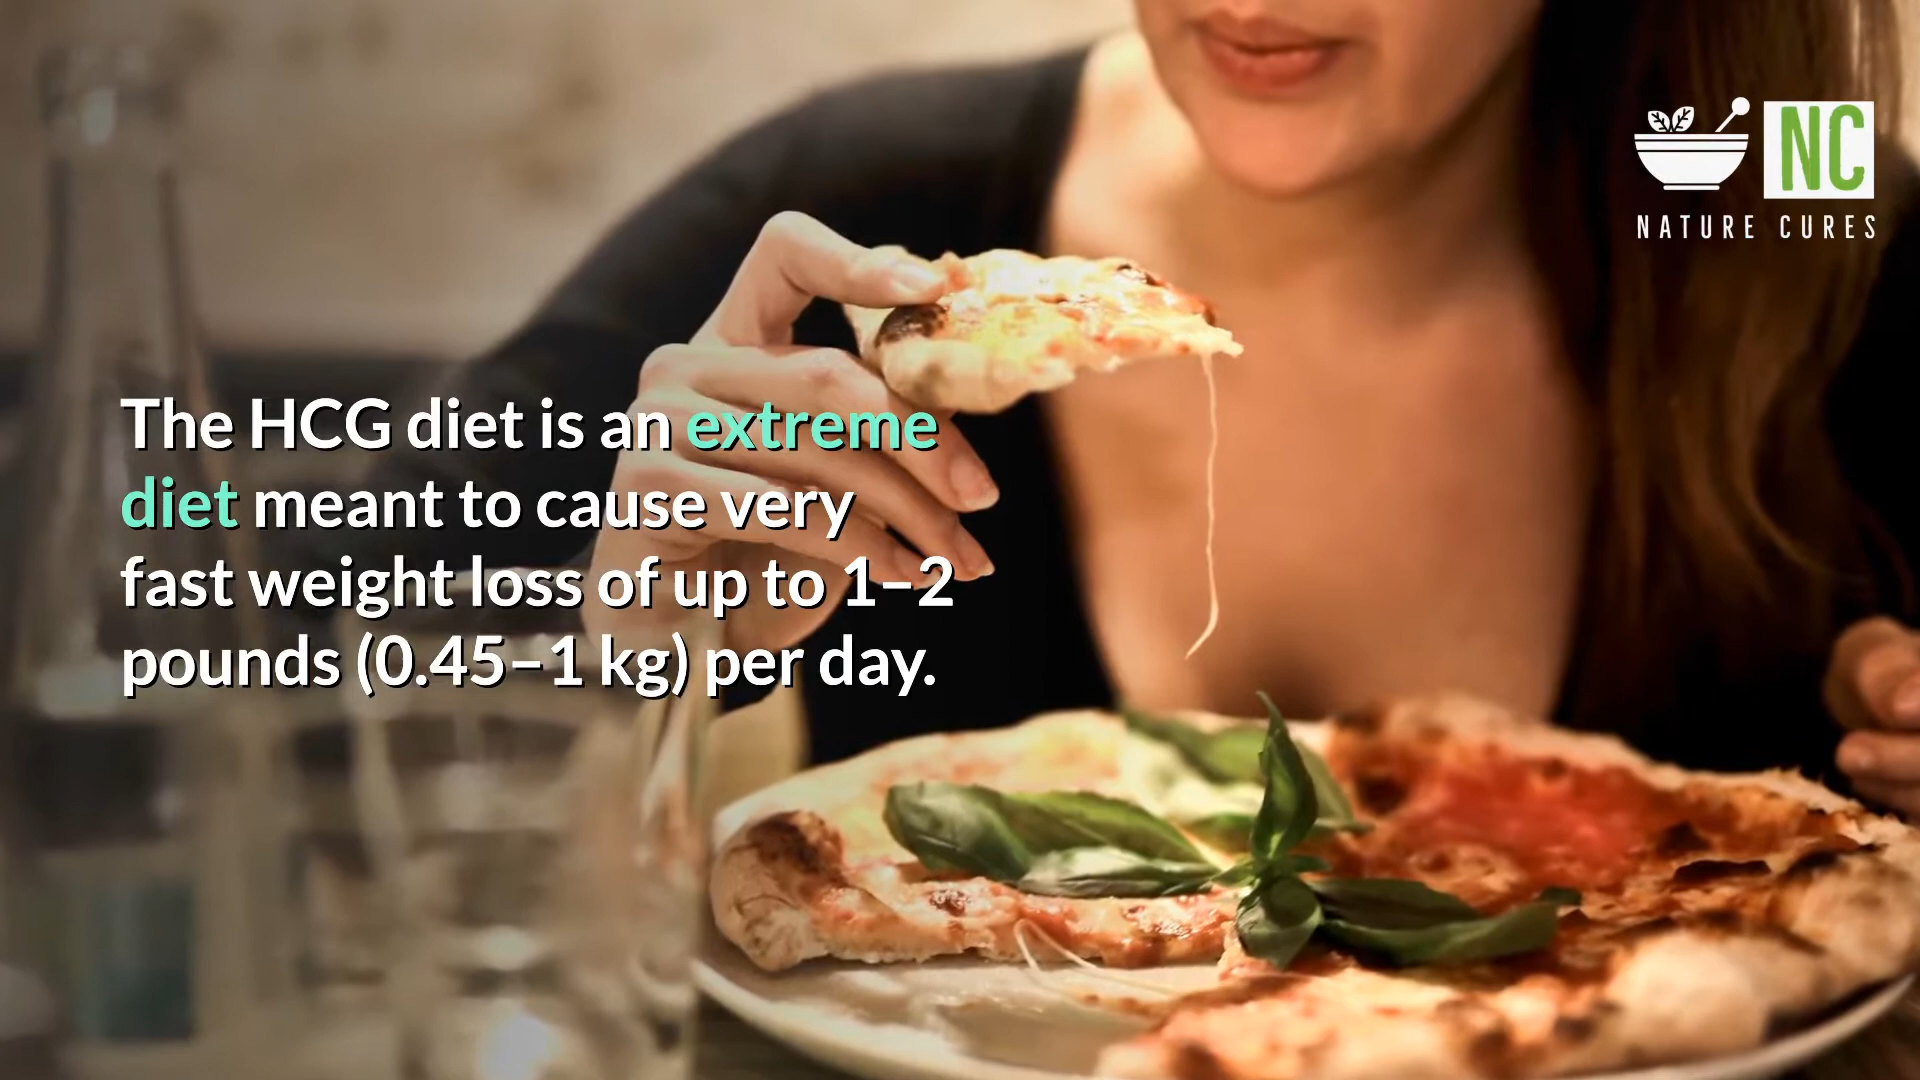 NC
NATURE CURES
The HCG diet is an extreme
diet meant to cause very
fast weight loss of up to 1–2
pounds (0.45–1 kg) per day.